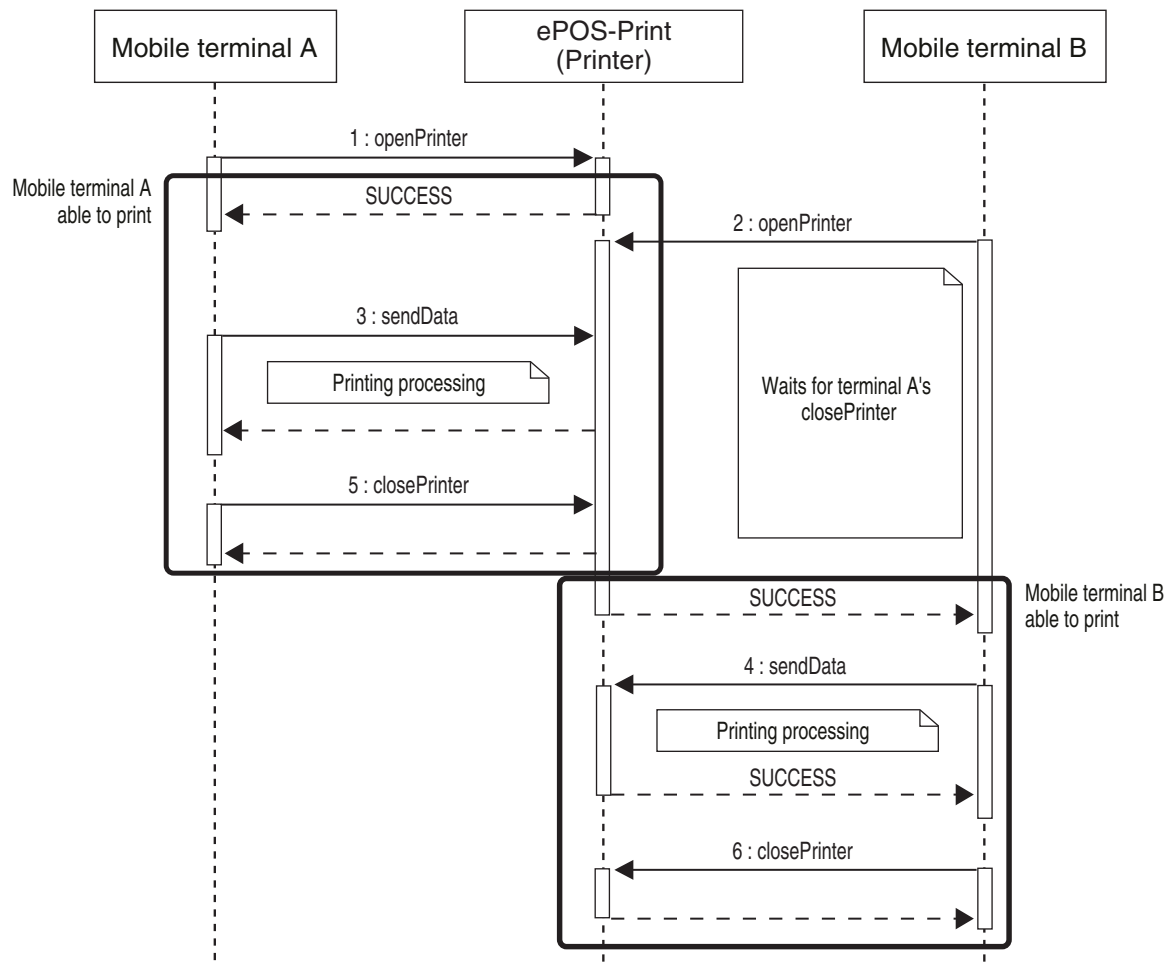 Mobile terminal A
ePOS-Print
(Printer)
Mobile terminal B
1 : openPrinter
Mobile terminal A
able to print
SUCCESS
2 : openPrinter
3 : sendData
Printing processing
Waits for terminal A's
closePrinter
5 : closePrinter
SUCCESS
Mobile terminal B
able to print
4 : sendData
Printing processing
SUCCESS
6 : closePrinter